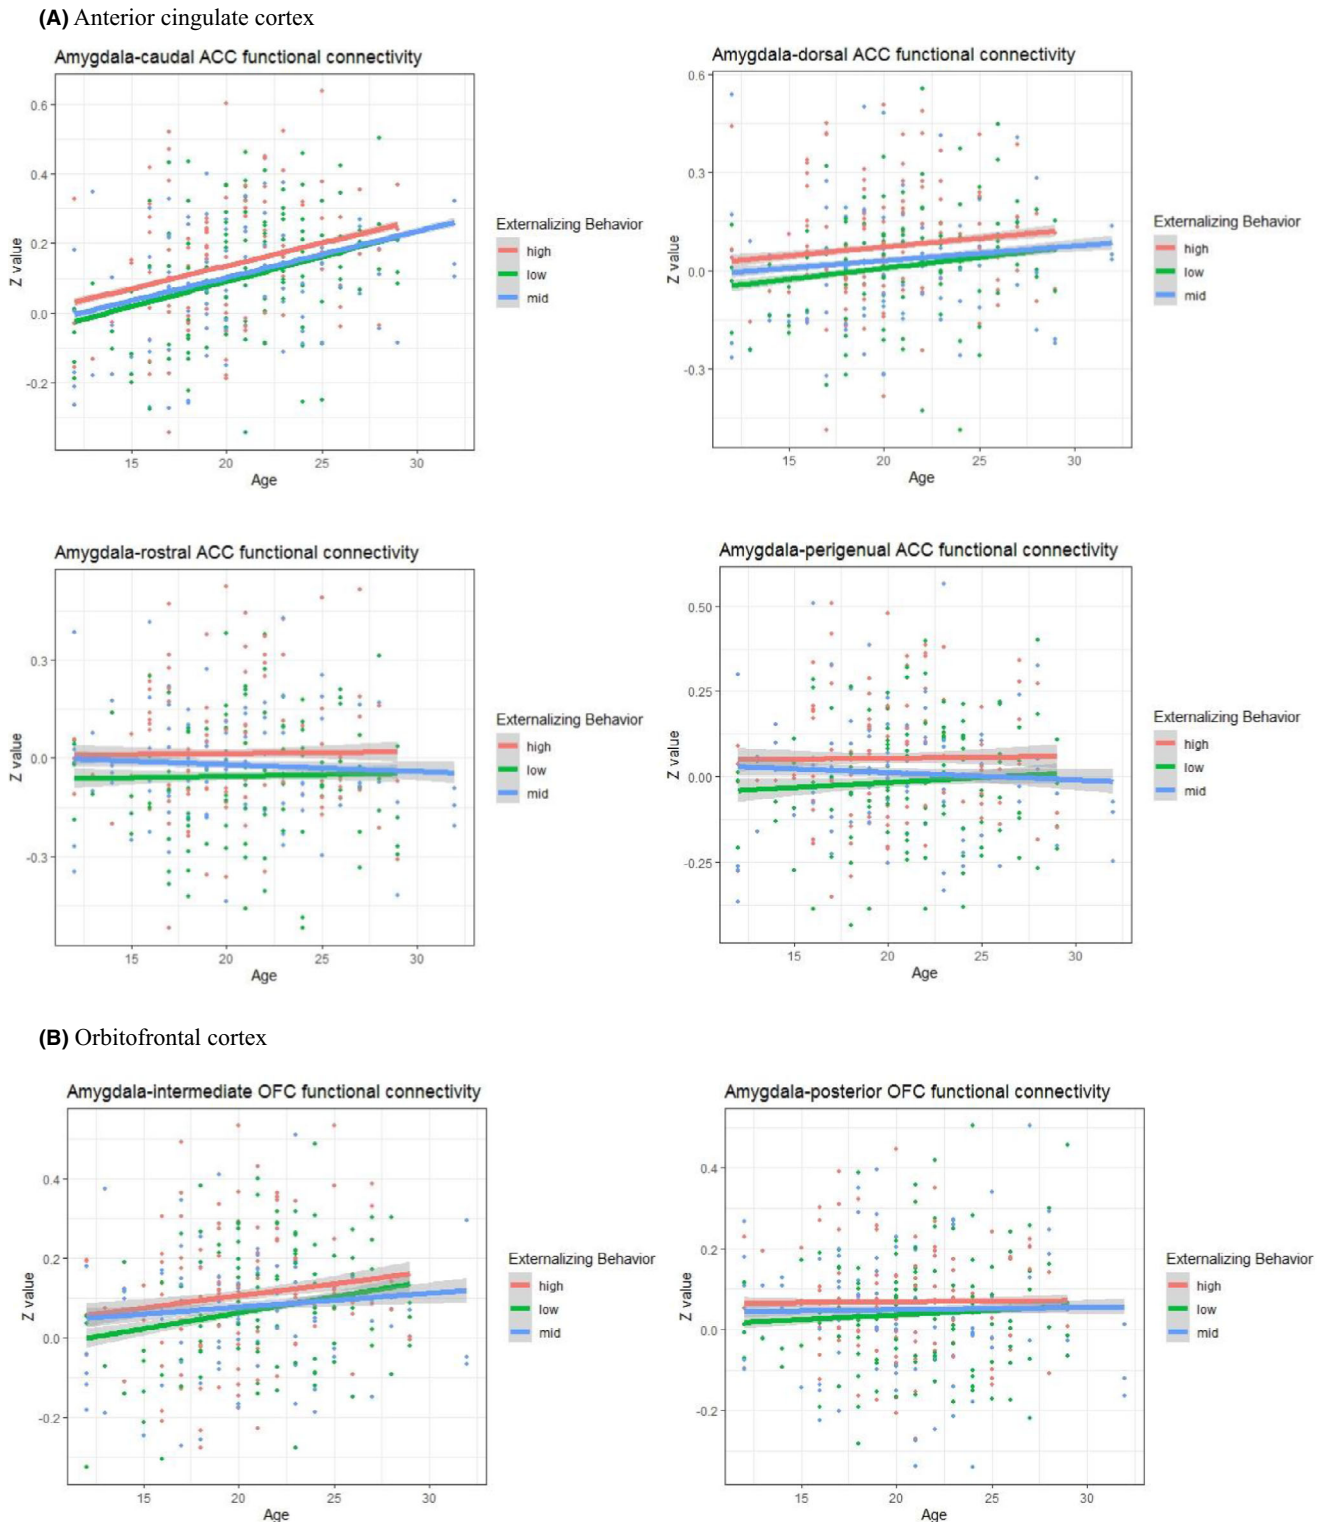 (A) Anterior cingulate cortex
Amygdala-caudal ACC functional connectivity
Z value
0.6
0.4
0.2
0.0
-0.2
15 20 25 30
Age
Externalizing Behavior
high
low
mid
Amygdala-dorsal ACC functional connectivity
Z value
0.6
0.3
0.0
-0.3
15 20 25 30
Age
Externalizing Behavior
high
low
mid
Amygdala-rostral ACC functional connectivity
Z value
0.3
0.0
-0.3
15 20 25 30
Age
Externalizing Behavior
high
low
mid
Amygdala-perigenual ACC functional connectivity
Z value
0.50
0.25
0.00
-0.25
15 20 25 30
Age
Externalizing Behavior
high
low
mid
(B) Orbitofrontal cortex
Amygdala-intermediate OFC functional connectivity
Z value
0.4
0.2
0.0
-0.2
15 20 25 30
Age
Externalizing Behavior
high
low
mid
Amygdala-posterior OFC functional connectivity
Z value
0.4
0.2
0.0
-0.2
15 20 25 30
Age
Externalizing Behavior
high
low
mid